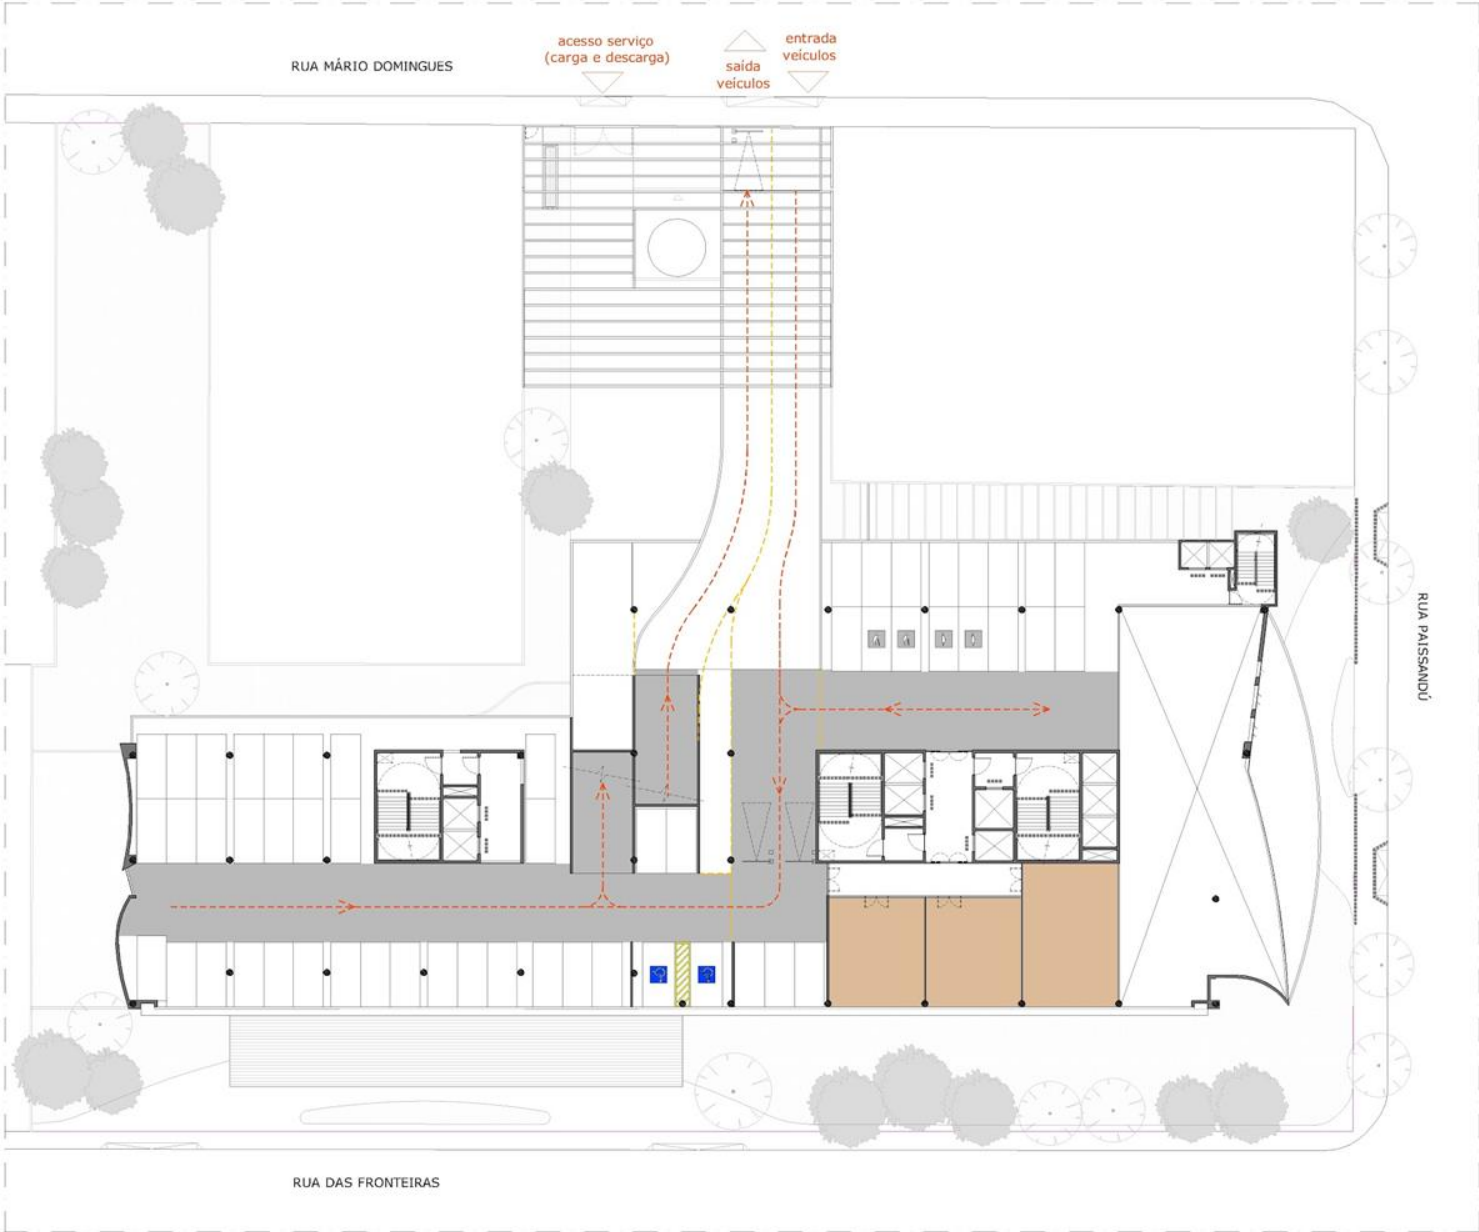 acesso serviço
(carga e descarga)
saída
veículos
entrada
veículos
RUA MÁRIO DOMINGUES
RUA PAISSANDÚ
RUA DAS FRONTEIRAS